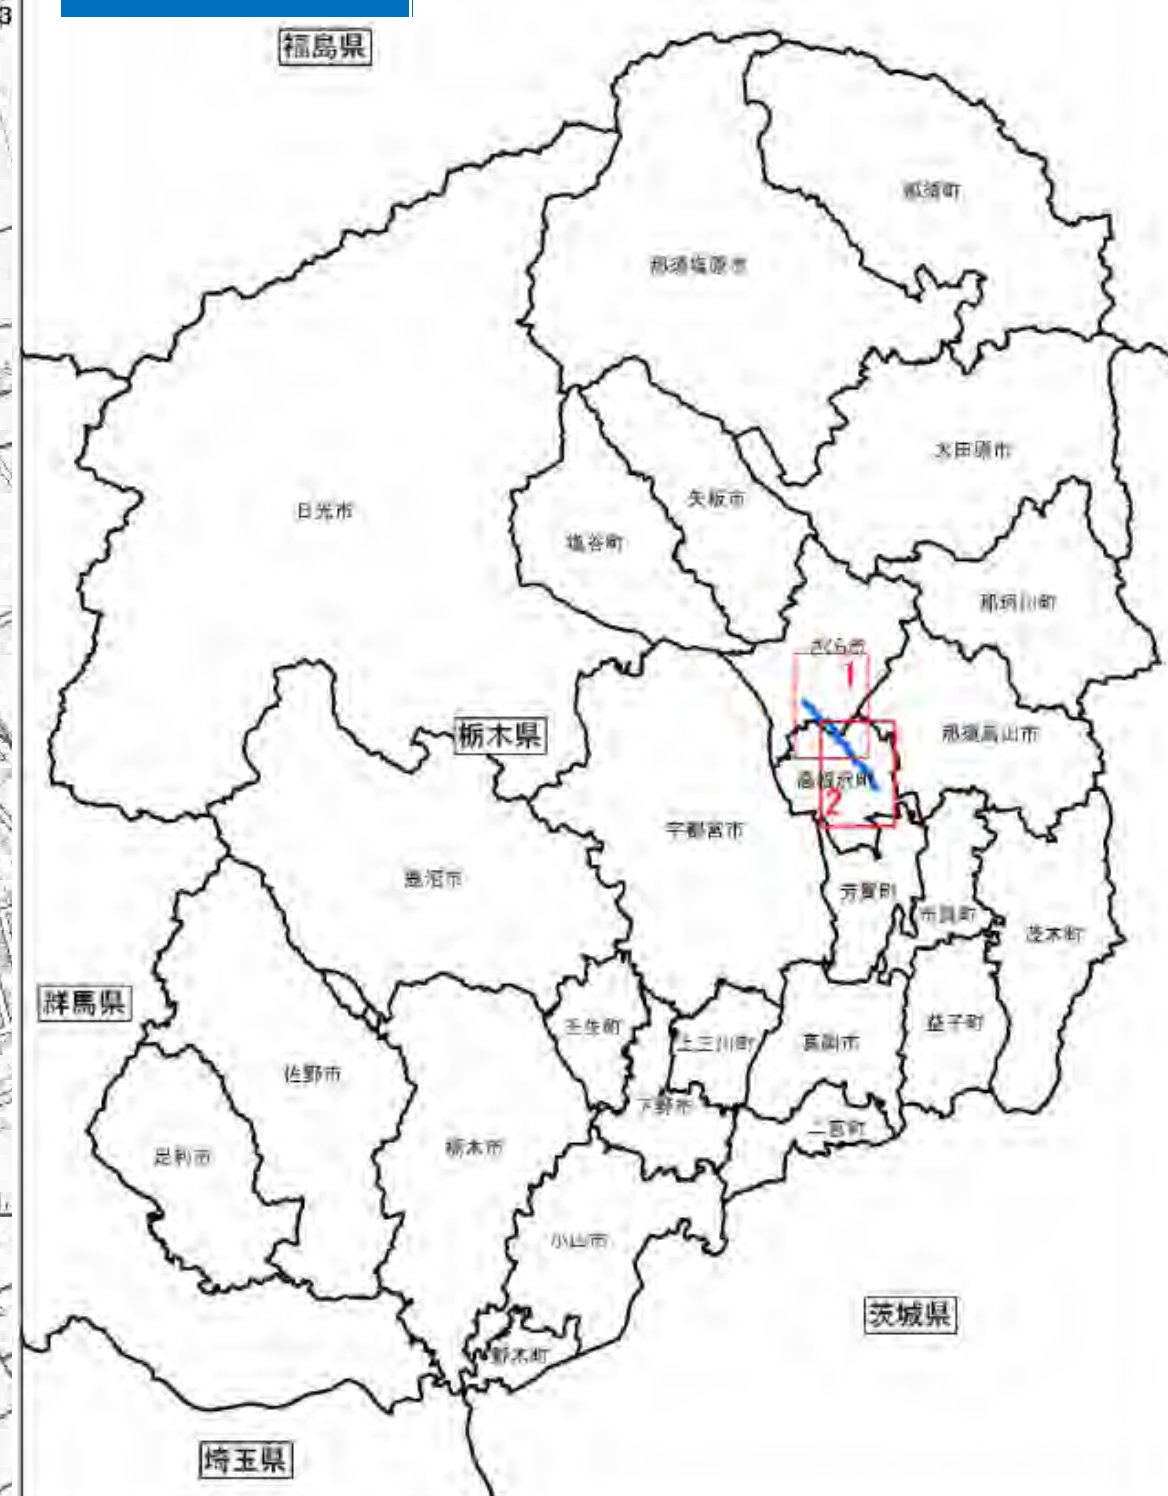 3
福島県
那須町
那須塩原市
大田原市
矢板市
日光市
塩谷町
那珂川町
さくら市
1
栃木県
那須烏山市
高根沢町
2
宇都宮市
鹿沼市
芳賀町
市貝町
茂木町
群馬県
壬生町
上三川町
真岡市
益子町
佐野市
下野市
二宮町
栃木市
足利市
小山市
茨城県
野木町
埼玉県